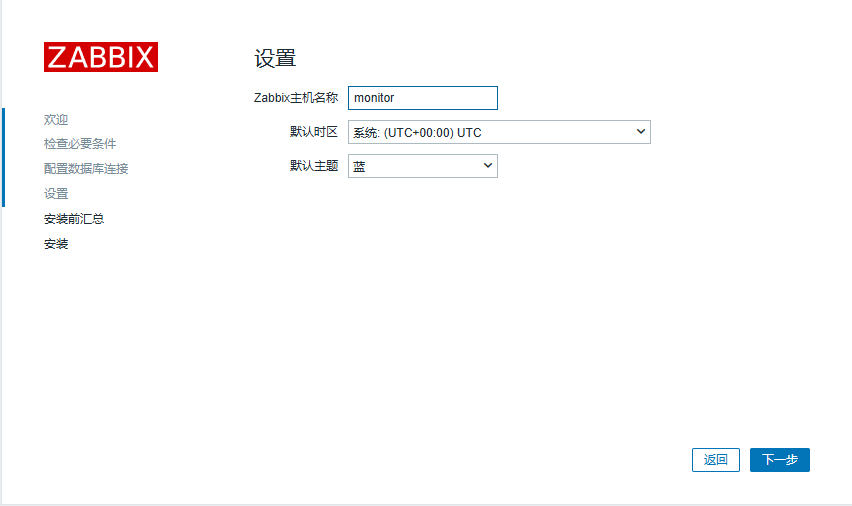 ZABBIX
欢迎
检查必要条件
配置数据库连接
设置
安装前汇总
安装
设置
Zabbix主机名称 monitor
默认时区 系统: (UTC+00:00) UTC
默认主题 蓝
返回 下一步